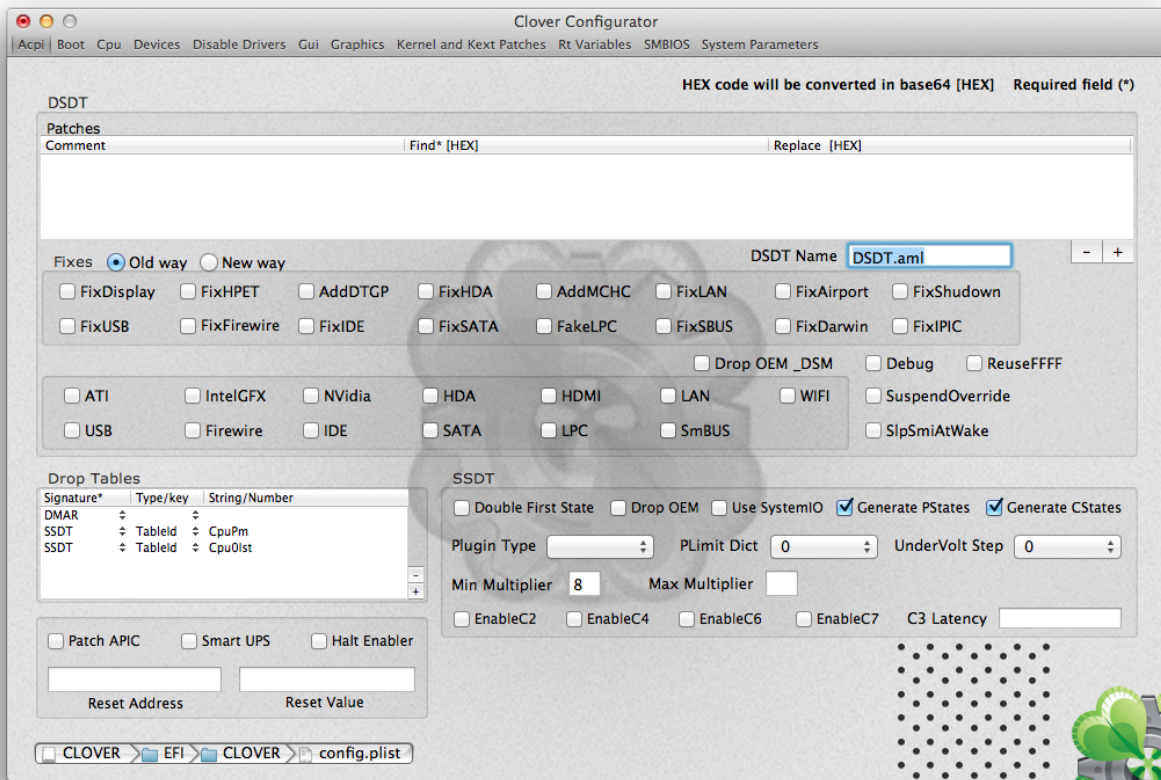 Clover Configurator
Acpi Boot Cpu Devices Disable Drivers Gui Graphics Kernel and Kext Patches Rt Variables SMBIOS System Parameters
HEX code will be converted in base64 [HEX] Required field (*)
DSDT
Patches
Comment Find* [HEX] Replace [HEX]
Fixes Old way New way DSDT Name DSDT.aml - +
FixDisplay FixHPET AddDTGP FixHDA AddMCHC FixLAN FixAirport FixShudown
FixUSB FixFirewire FixIDE FixSATA FakeLPC FixSBUS FixDarwin FixIPIC
Drop OEM _DSM Debug ReuseFFFF
ATI IntelGFX NVidia HDA HDMI LAN WIFI SuspendOverride
USB Firewire IDE SATA LPC SmBUS SlpSmiAtWake
Drop Tables
Signature* Type/key String/Number
DMAR
SSDT TableId CpuPm
SSDT TableId Cpu0Ist
-
+
SSDT
Double First State Drop OEM Use SystemIO Generate PStates Generate CStates
Plugin Type PLimit Dict 0 UnderVolt Step 0
Min Multiplier 8 Max Multiplier
EnableC2 EnableC4 EnableC6 EnableC7 C3 Latency
Patch APIC Smart UPS Halt Enabler
Reset Address Reset Value
CLOVER EFI CLOVER config.plist